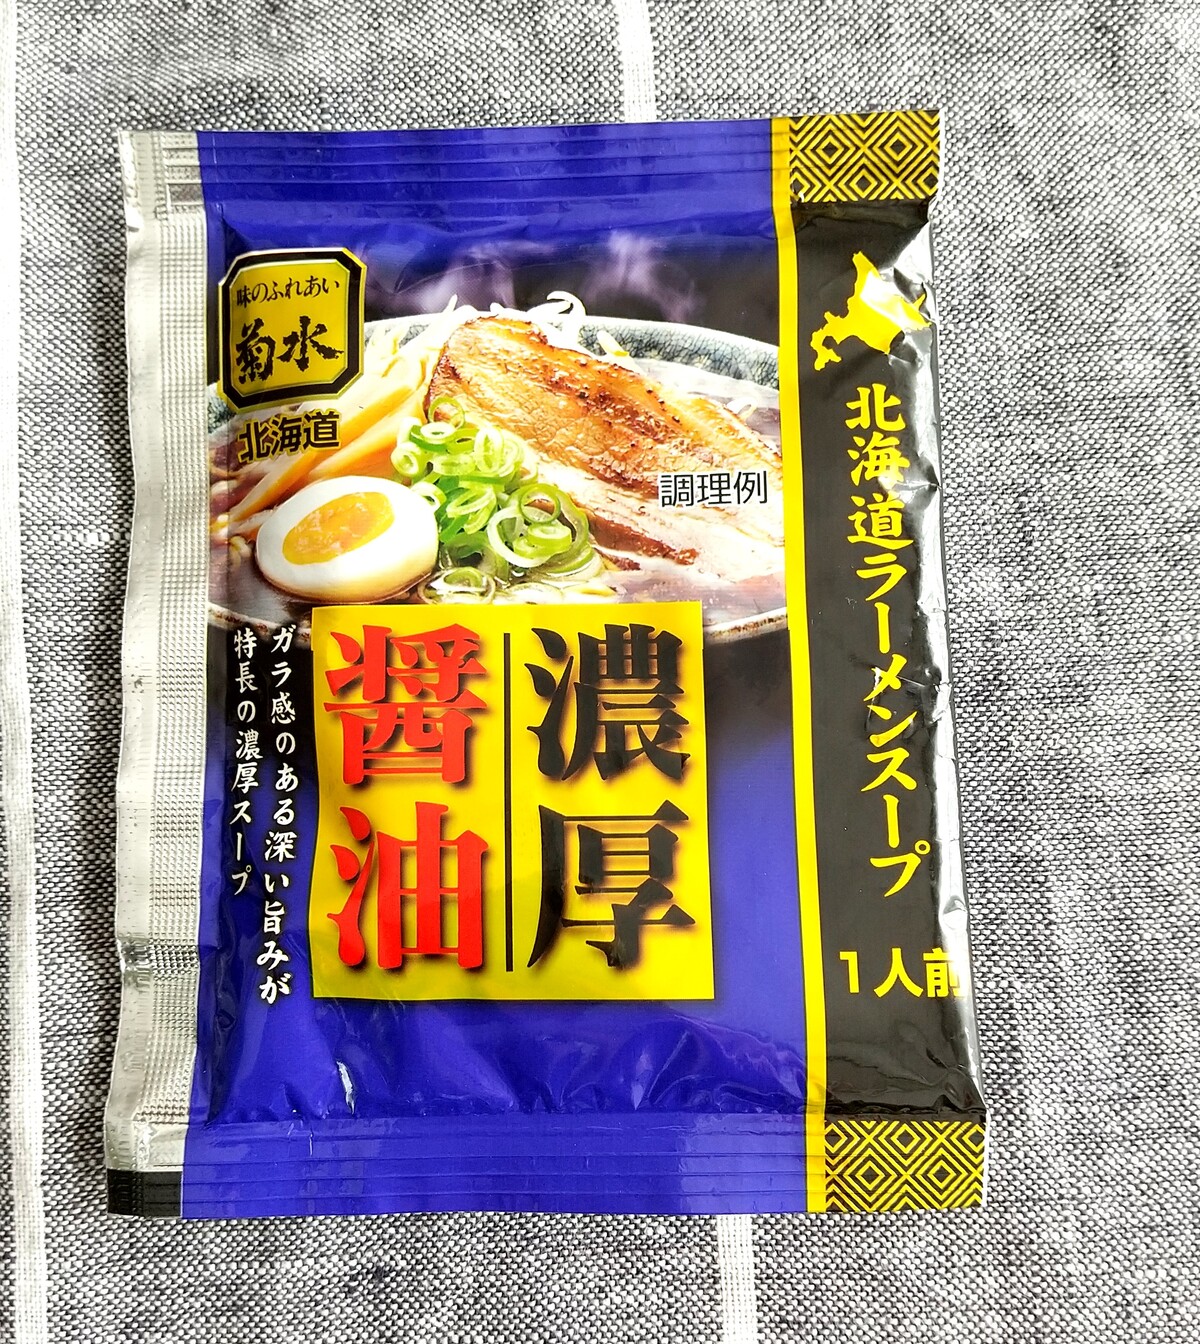 味のふれあい
菊水
北海道
調理例
濃厚
醤油
ガラ感のある深い旨みが
特長の濃厚スープ
北海道ラーメンスープ
1人前